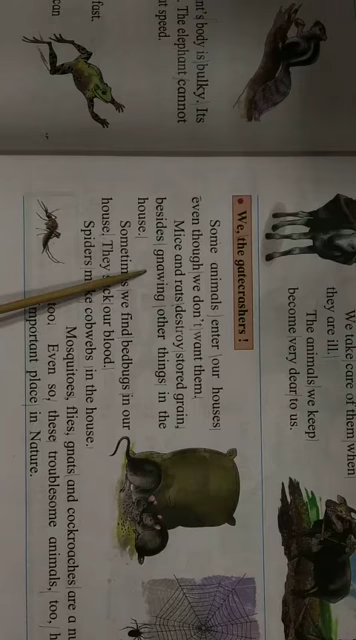 nt's body is bulky. Its
The elephant cannot
at speed.
fast.
can
We take care of them when
they are ill.
The animals we keep
become very dear to us.
• We, the gatecrashers !
Some animals enter our houses
even though we don't want them.
Mice and rats destroy stored grain,
besides gnawing other things in the
house.
Sometimes we find bedbugs in our
house. They suck our blood.
Spiders make cobwebs in the house.
Mosquitoes, flies, gnats and cockroaches are a nu
too. Even so, these troublesome animals, too, h
important place in Nature.